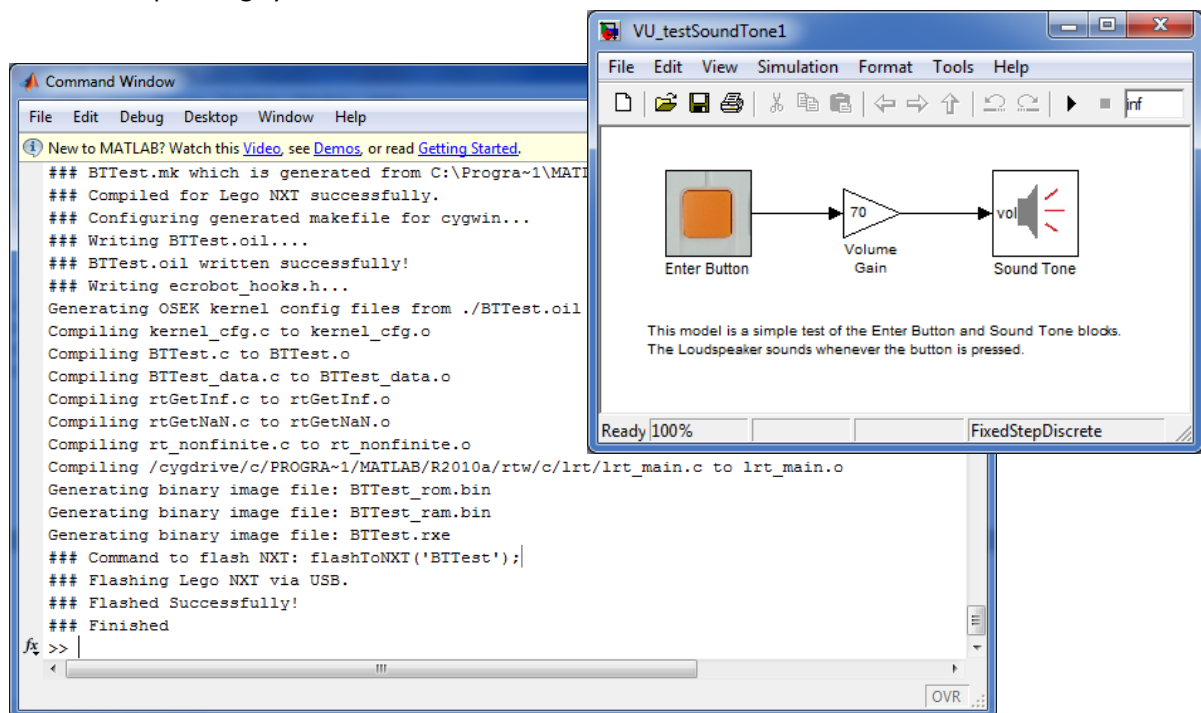 VU_testSoundTone1
File Edit View Simulation Format Tools Help
inf
70
vol
Enter Button
Volume
Gain
Sound Tone
This model is a simple test of the Enter Button and Sound Tone blocks.
The Loudspeaker sounds whenever the button is pressed.
Ready 100% FixedStepDiscrete
Command Window
File Edit Debug Desktop Window Help
New to MATLAB? Watch this Video, see Demos, or read Getting Started.
### BTTest.mk which is generated from C:\Progra~1\MATL
### Compiled for Lego NXT successfully.
### Configuring generated makefile for cygwin...
### Writing BTTest.oil....
### BTTest.oil written successfully!
### Writing ecrobot_hooks.h...
Generating OSEK kernel config files from ./BTTest.oil
Compiling kernel_cfg.c to kernel_cfg.o
Compiling BTTest.c to BTTest.o
Compiling BTTest_data.c to BTTest_data.o
Compiling rtGetInf.c to rtGetInf.o
Compiling rtGetNaN.c to rtGetNaN.o
Compiling rt_nonfinite.c to rt_nonfinite.o
Compiling /cygdrive/c/PROGRA~1/MATLAB/R2010a/rtw/c/lrt/lrt_main.c to lrt_main.o
Generating binary image file: BTTest_rom.bin
Generating binary image file: BTTest_ram.bin
Generating binary image file: BTTest.rxe
### Command to flash NXT: flashToNXT('BTTest');
### Flashing Lego NXT via USB.
### Flashed Successfully!
### Finished
fx >>
OVR